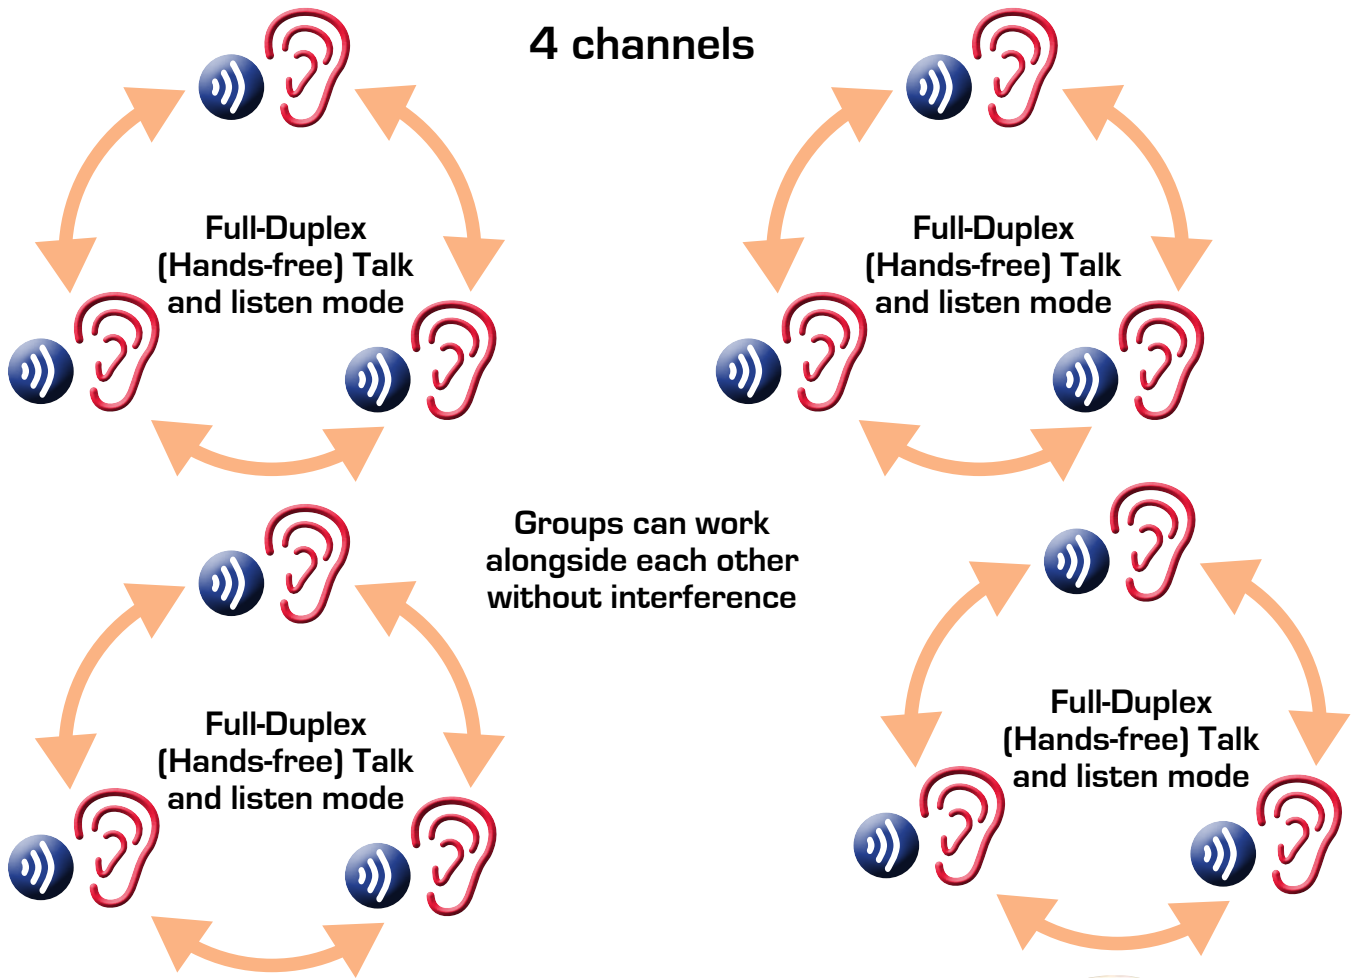 4 channels
Full-Duplex
(Hands-free) Talk
and listen mode
Full-Duplex
(Hands-free) Talk
and listen mode
Groups can work
alongside each other
without interference
Full-Duplex
(Hands-free) Talk
and listen mode
Full-Duplex
(Hands-free) Talk
and listen mode